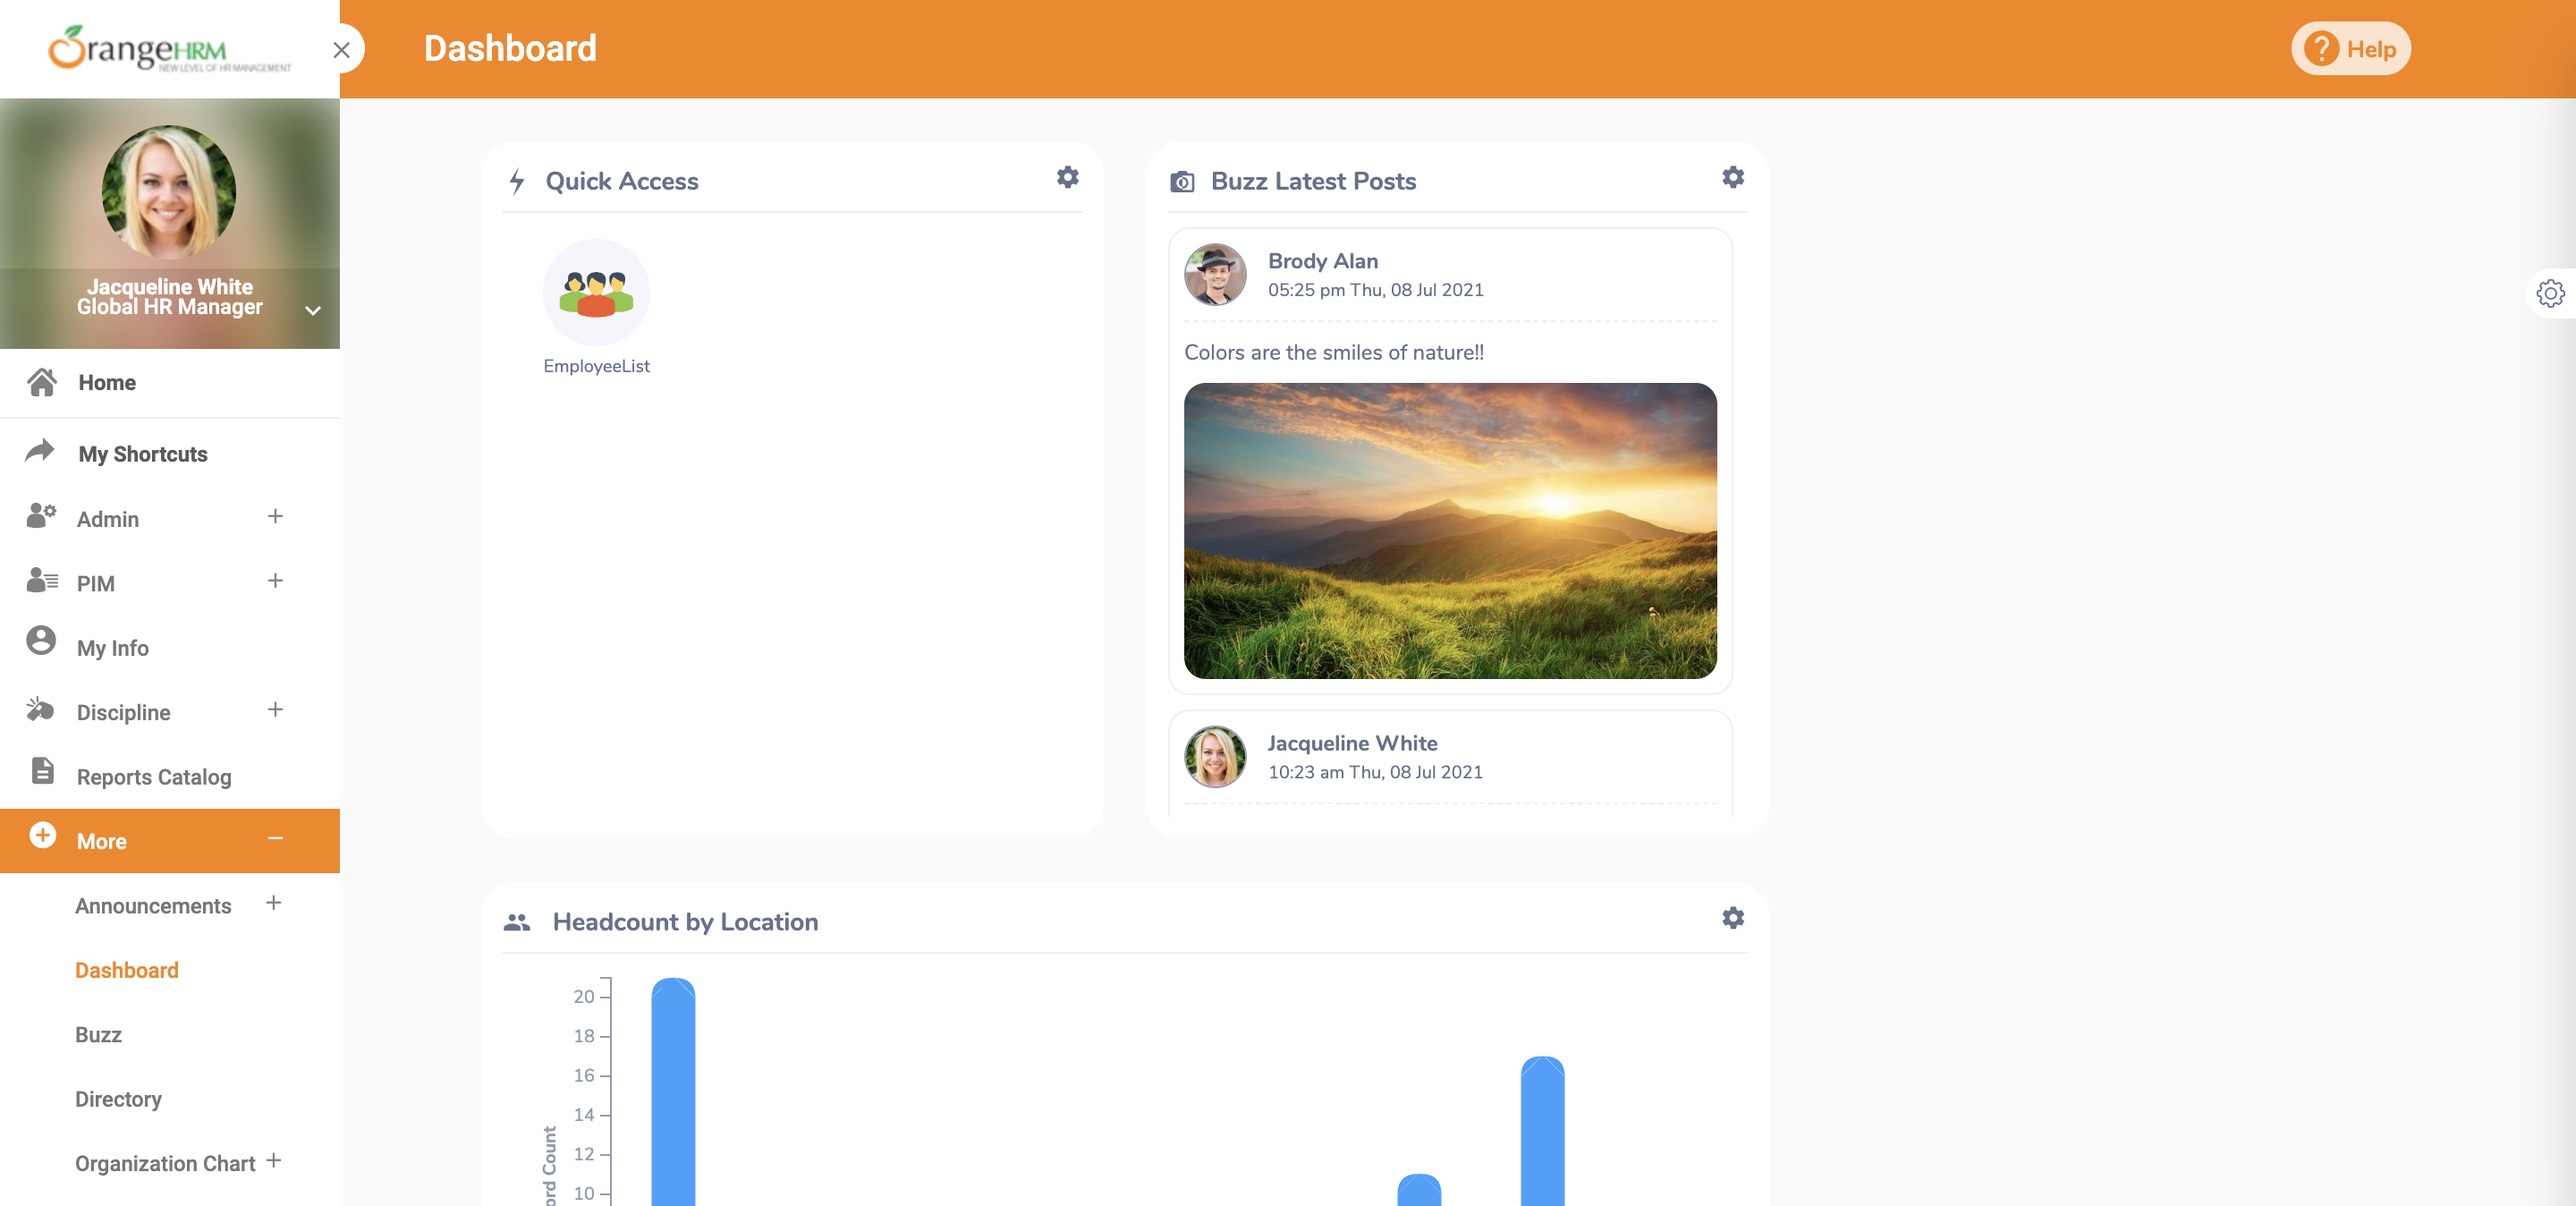 OrangeHRM
NEW LEVEL OF HR MANAGEMENT
Dashboard
Help
Jacqueline White
Global HR Manager
Home
My Shortcuts
Admin
PIM
My Info
Discipline
Reports Catalog
More
Announcements
Dashboard
Buzz
Directory
Organization Chart
Quick Access
EmployeeList
Buzz Latest Posts
Brody Alan
05:25 pm Thu, 08 Jul 2021
Colors are the smiles of nature!!
Jacqueline White
10:23 am Thu, 08 Jul 2021
Headcount by Location
20
18
16
14
12
10
ord Count